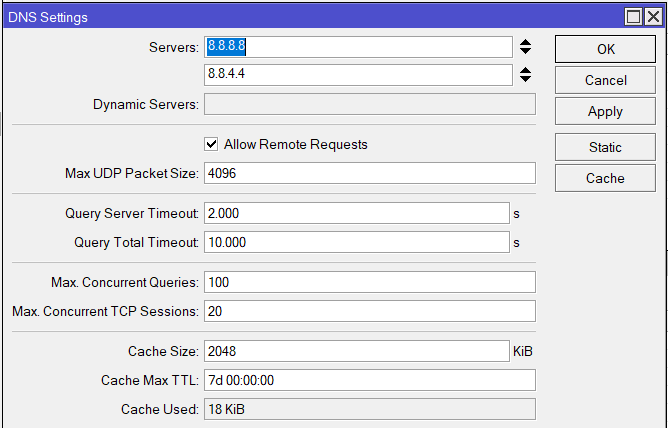 DNS Settings
Servers: 8.8.8.8
OK
8.8.4.4
Cancel
Dynamic Servers:
Apply
Allow Remote Requests
Static
Max UDP Packet Size: 4096
Cache
Query Server Timeout: 2.000 s
Query Total Timeout: 10.000 s
Max. Concurrent Queries: 100
Max. Concurrent TCP Sessions: 20
Cache Size: 2048 KiB
Cache Max TTL: 7d 00:00:00
Cache Used: 18 KiB